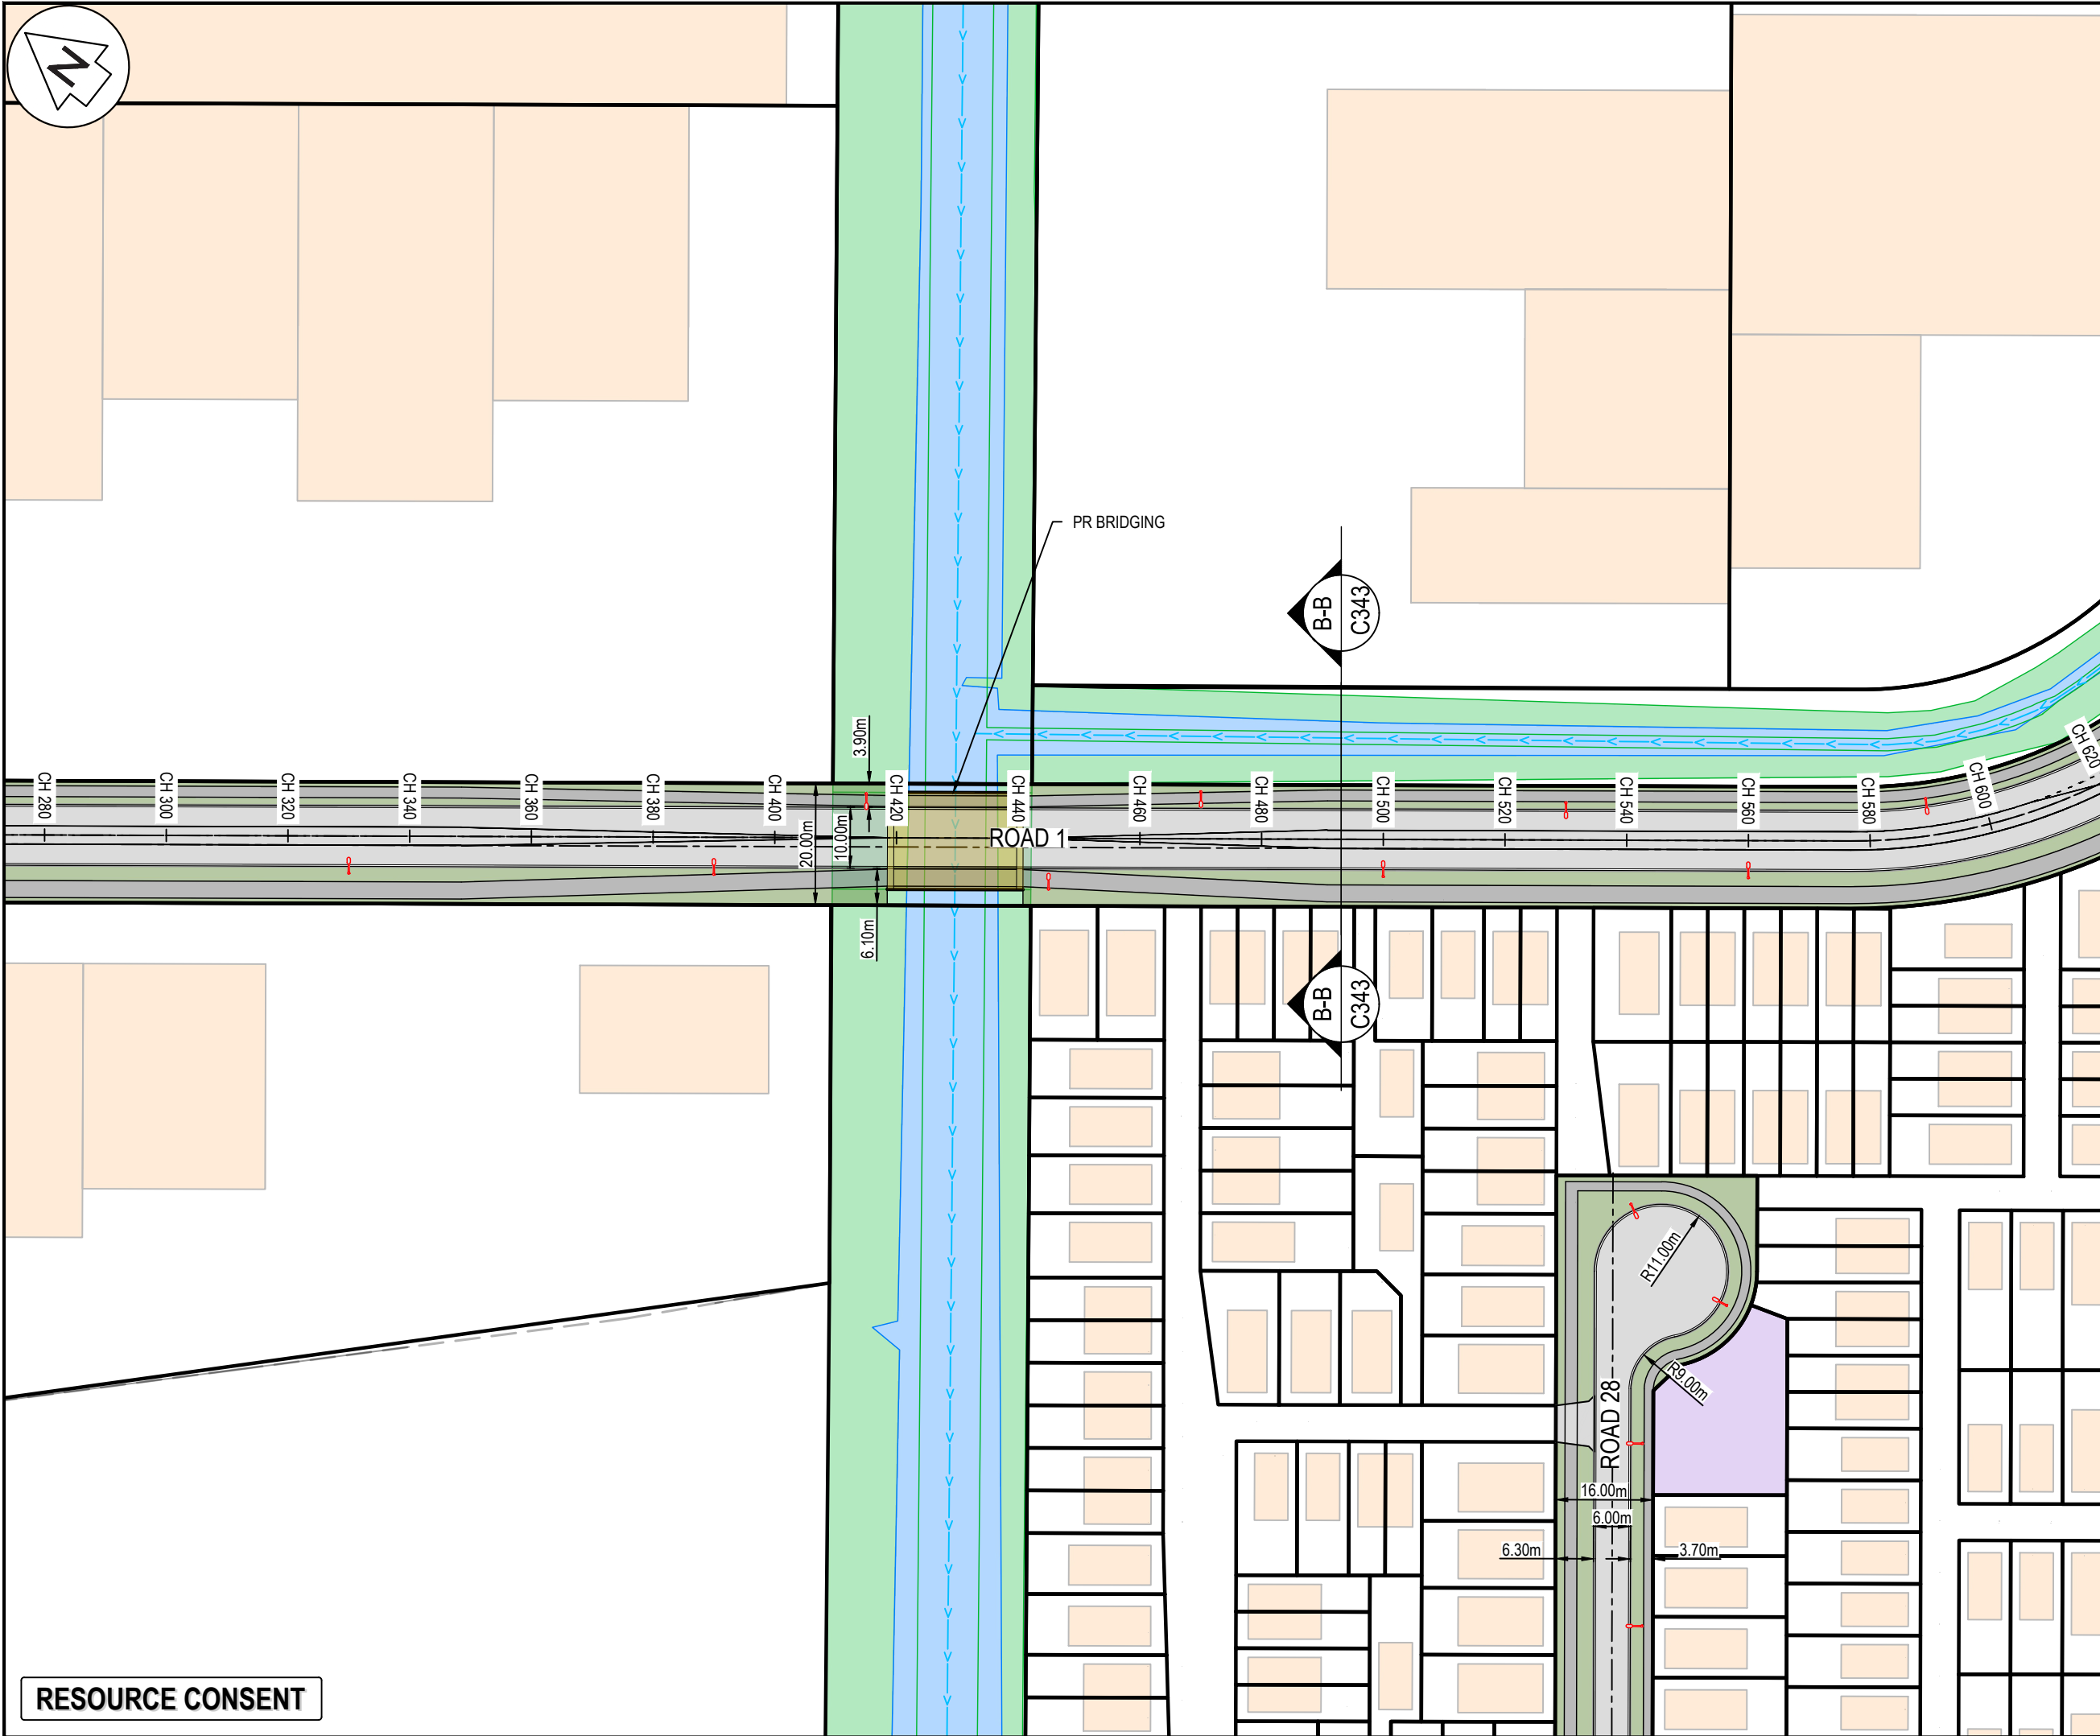 N
PR BRIDGING
B-B
C343
3.90m
CH 280
CH 300
CH 320
CH 340
CH 360
CH 380
CH 400
CH 420
CH 440
CH 460
CH 480
CH 500
CH 520
CH 540
CH 560
CH 580
CH 600
CH 620
20.00m
10.00m
ROAD 1
6.10m
B-B
C343
R11.00m
R9.00m
ROAD 28
16.00m
6.00m
6.30m
3.70m
RESOURCE CONSENT